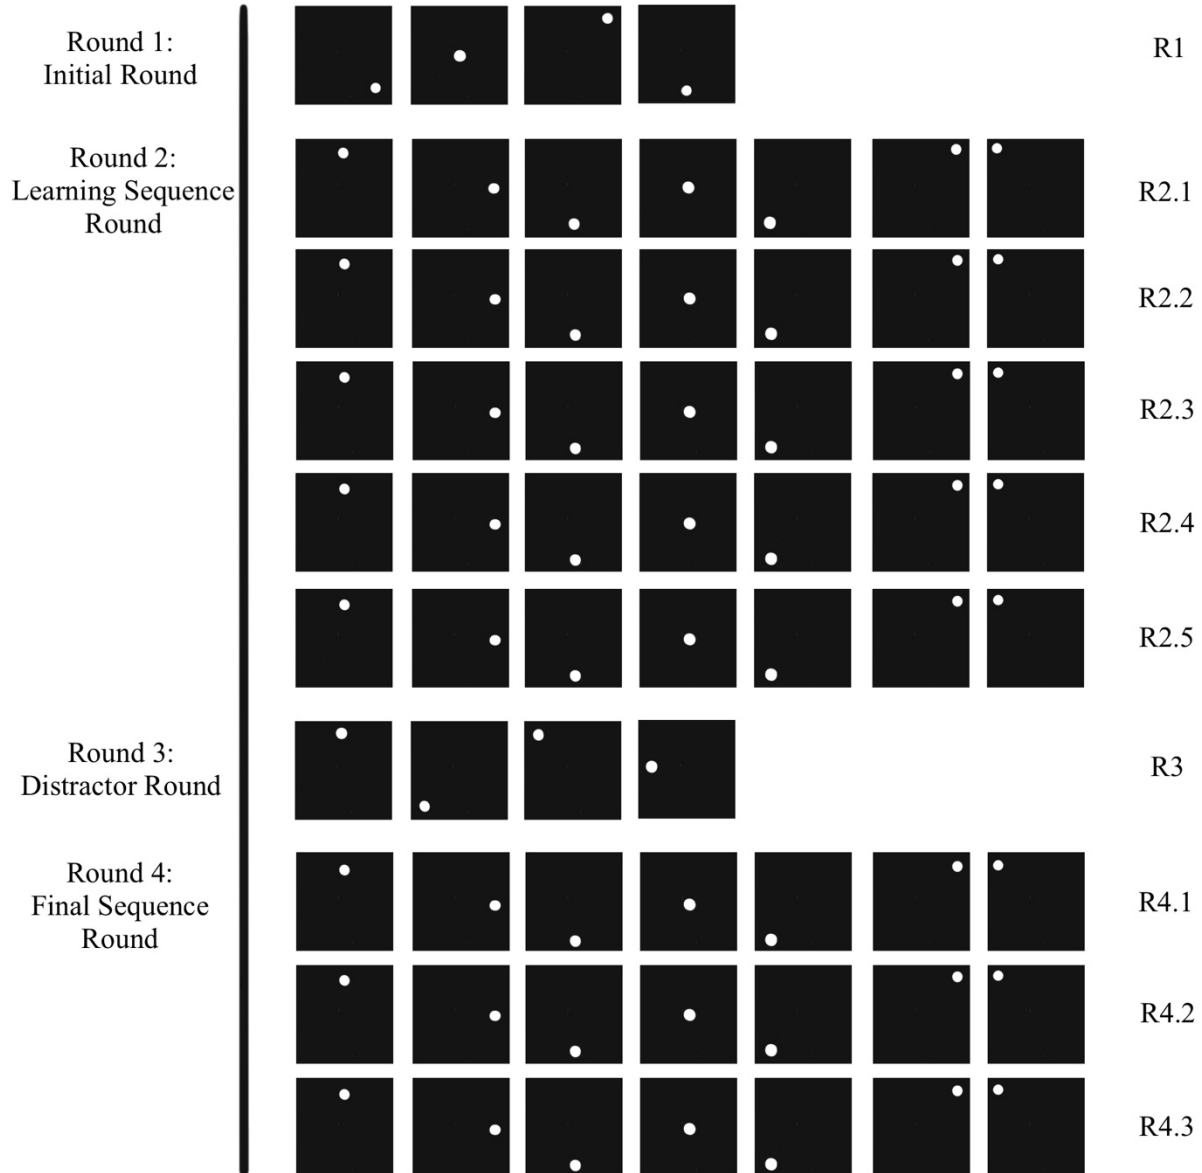 Round 1:
Initial Round
R1
Round 2:
Learning Sequence
Round
R2.1
R2.2
R2.3
R2.4
R2.5
Round 3:
Distractor Round
R3
Round 4:
Final Sequence
Round
R4.1
R4.2
R4.3